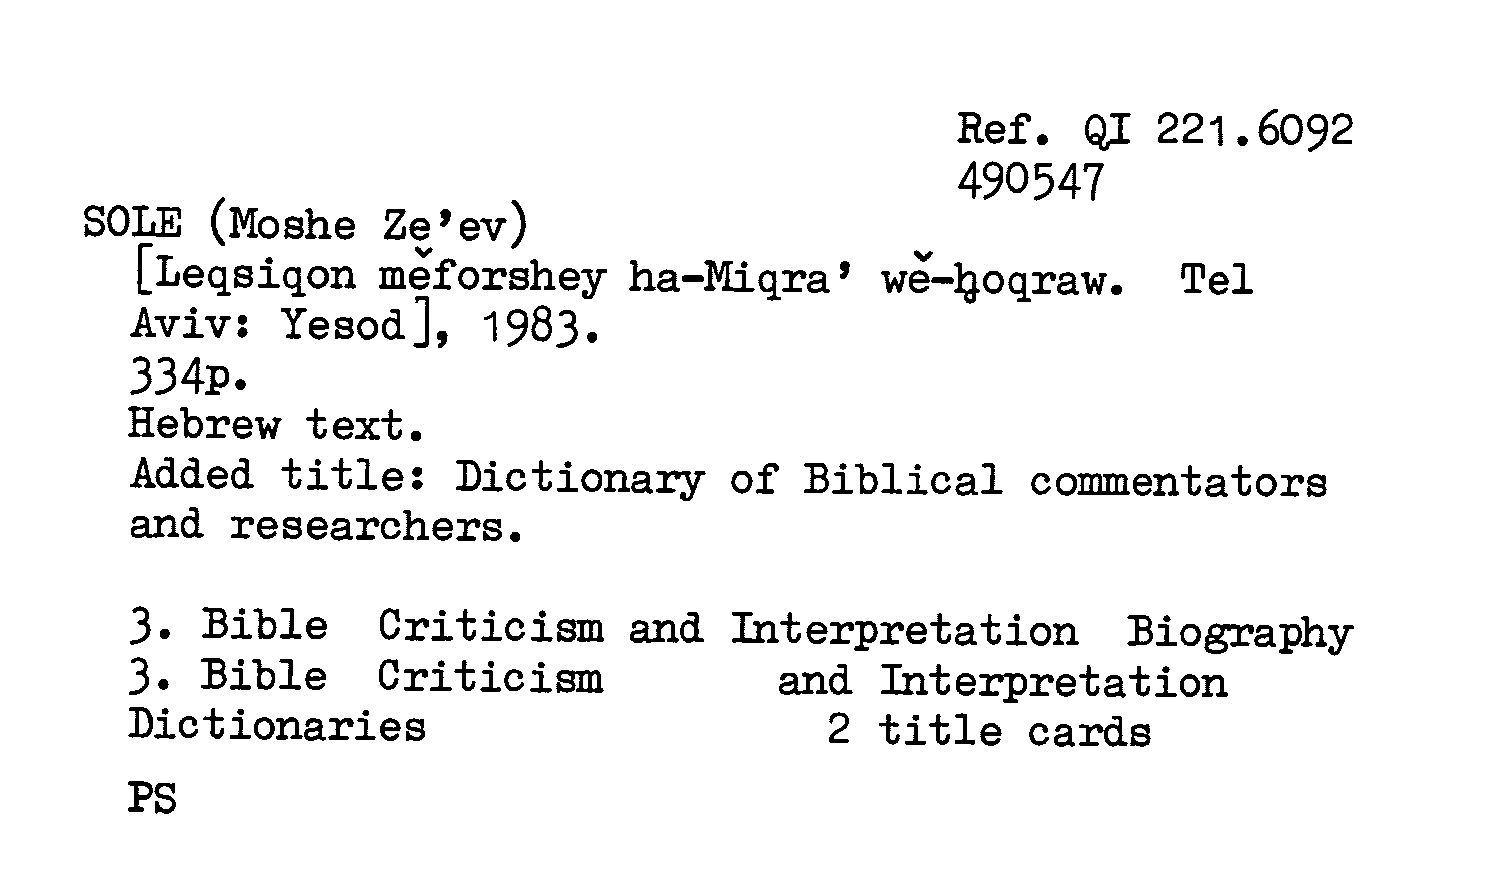 Ref. QI 221.6092
490547
SOLE (Moshe Ze'ev)
[Leqsiqon měforshey ha-Miqra' wě-ḥoqraw. Tel
Aviv: Yesod], 1983.
334p.
Hebrew text.
Added title: Dictionary of Biblical commentators
and researchers.
3. Bible Criticism and Interpretation Biography
3. Bible Criticism and Interpretation
Dictionaries 2 title cards
PS